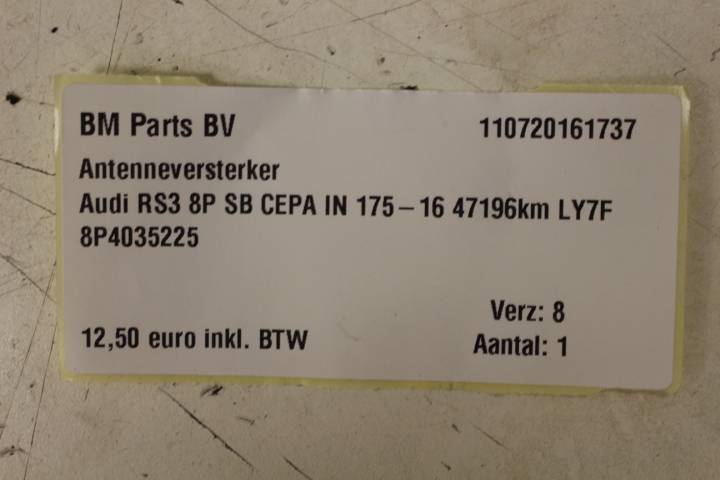 BM Parts BV 110720161737
Antenneversterker
Audi RS3 8P SB CEPA IN 175-16 47196km LY7F
8P4035225
Verz: 8
12,50 euro inkl. BTW Aantal: 1